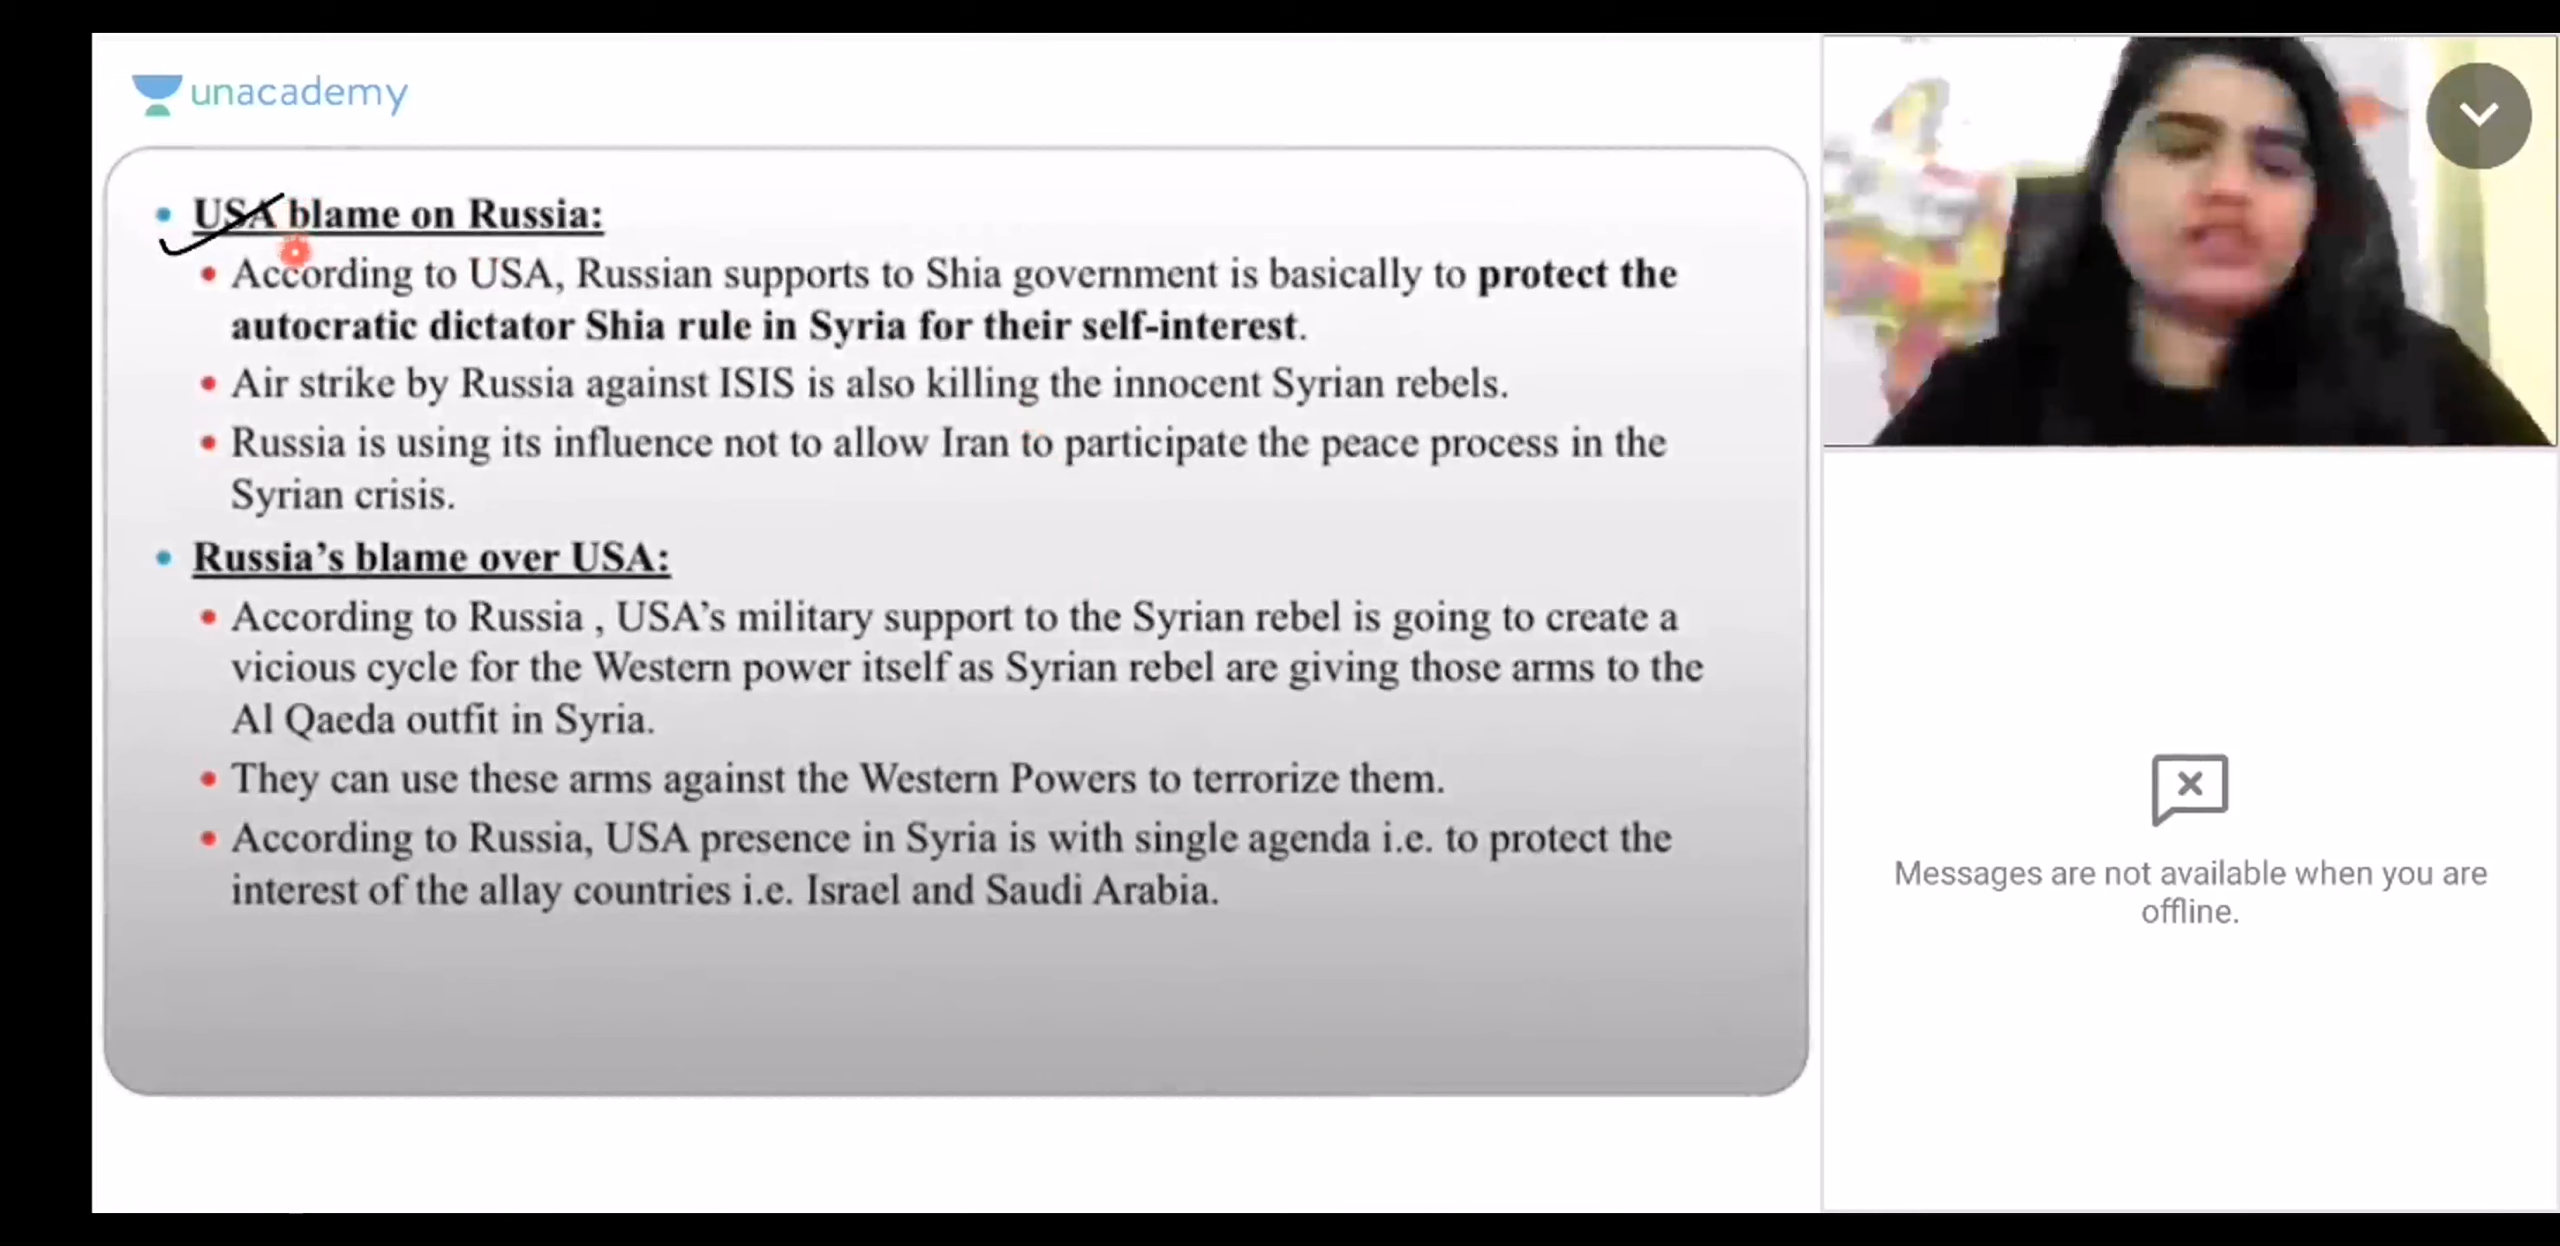 unacademy
USA blame on Russia:
According to USA, Russian supports to Shia government is basically to protect the
autocratic dictator Shia rule in Syria for their self-interest.
Air strike by Russia against ISIS is also killing the innocent Syrian rebels.
Russia is using its influence not to allow Iran to participate the peace process in the
Syrian crisis.
Russia's blame over USA:
According to Russia , USA's military support to the Syrian rebel is going to create a
vicious cycle for the Western power itself as Syrian rebel are giving those arms to the
Al Qaeda outfit in Syria.
They can use these arms against the Western Powers to terrorize them.
According to Russia, USA presence in Syria is with single agenda i.e. to protect the
interest of the allay countries i.e. Israel and Saudi Arabia.
Messages are not available when you are
offline.